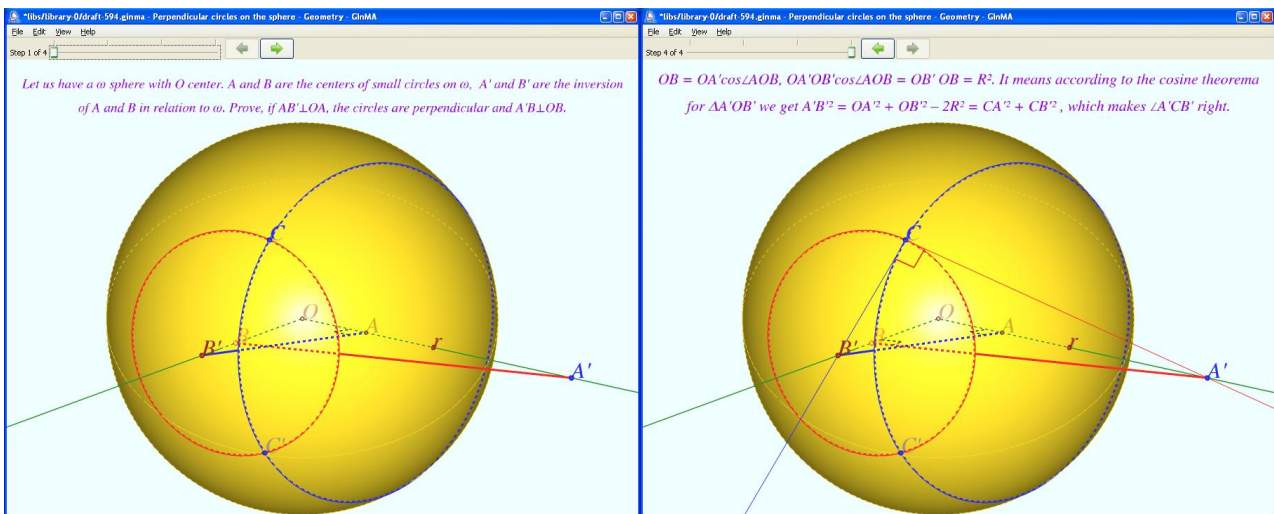 *libs/library-0/draft-594.ginma - Perpendicular circles on the sphere - Geometry - GInMA
File Edit View Help
Step 1 of 4
Let us have a ω sphere with O center. A and B are the centers of small circles on ω, A' and B' are the inversion
of A and B in relation to ω. Prove, if AB'⊥OA, the circles are perpendicular and A'B⊥OB.
C
O
A
B' B
r
A'
C'
*libs/library-0/draft-594.ginma - Perpendicular circles on the sphere - Geometry - GInMA
File Edit View Help
Step 4 of 4
OB = OA'cos∠AOB, OA'OB'cos∠AOB = OB' OB = R². It means according to the cosine theorema
for ΔA'OB' we get A'B'² = OA'² + OB'² – 2R² = CA'² + CB'² , which makes ∠A'CB' right.
C
O
A
B' B
r
A'
C'